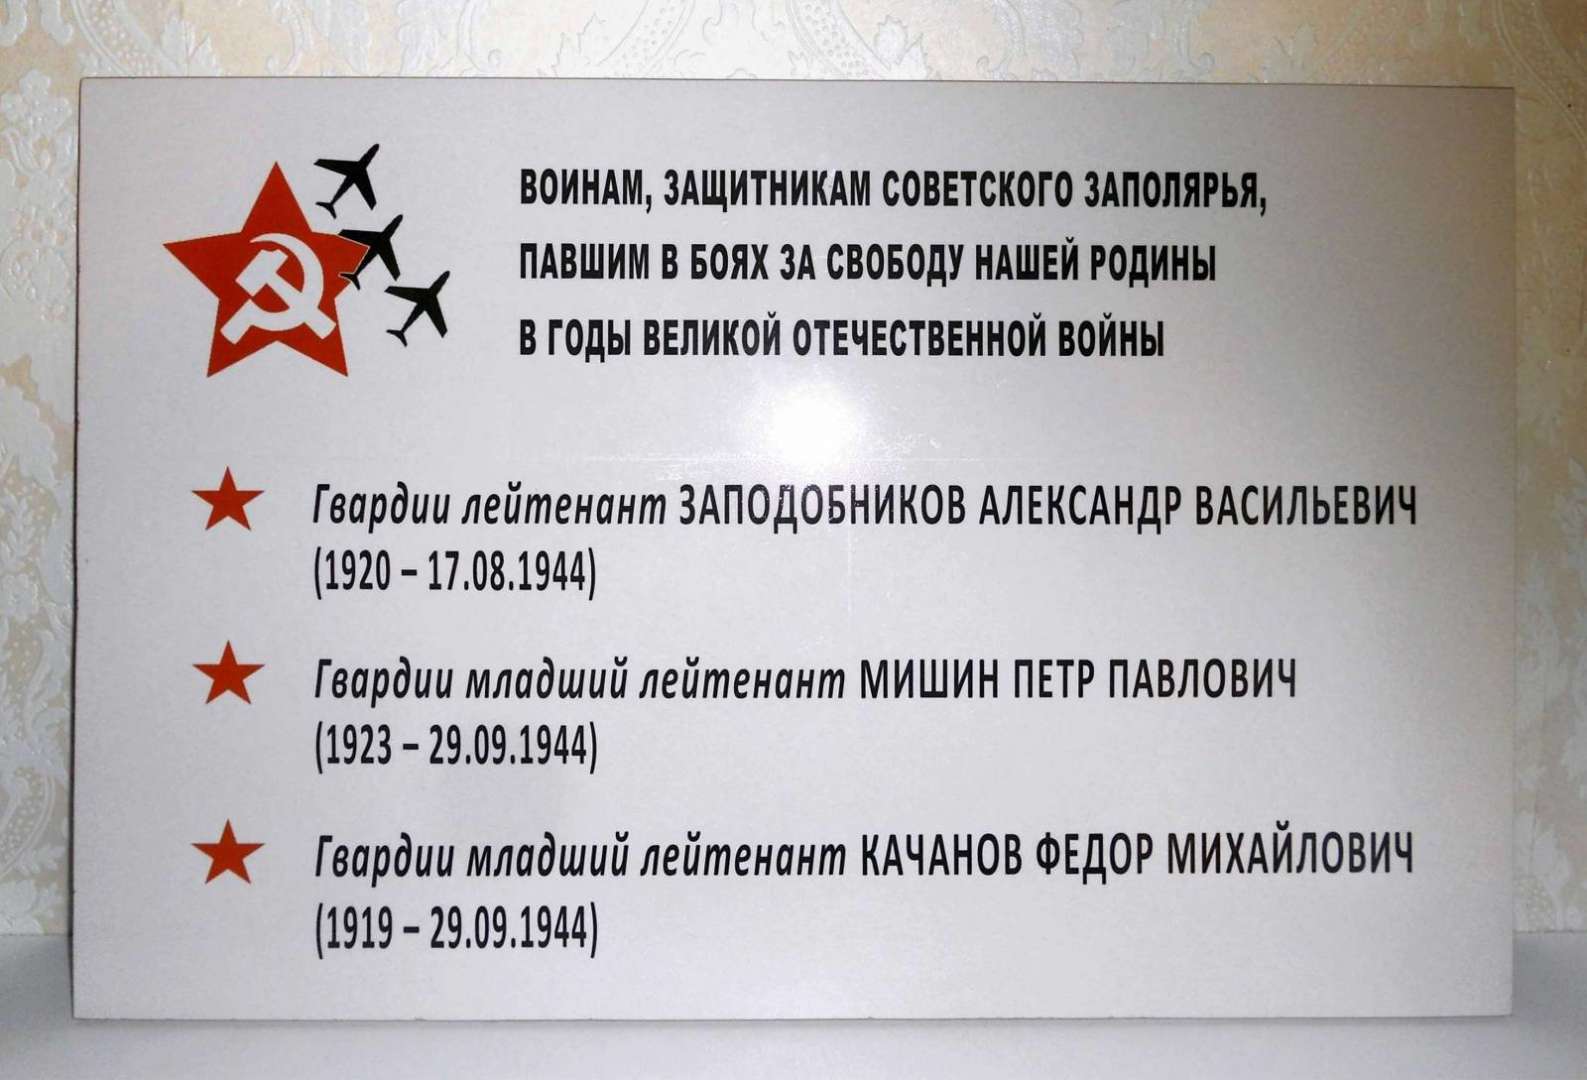 ВОИНАМ, ЗАЩИТНИКАМ СОВЕТСКОГО ЗАПОЛЯРЬЯ,
ПАВШИМ В БОЯХ ЗА СВОБОДУ НАШЕЙ РОДИНЫ
В ГОДЫ ВЕЛИКОЙ ОТЕЧЕСТВЕННОЙ ВОЙНЫ
Гвардии лейтенант ЗАПОДОБНИКОВ АЛЕКСАНДР ВАСИЛЬЕВИЧ
(1920 – 17.08.1944)
Гвардии младший лейтенант МИШИН ПЕТР ПАВЛОВИЧ
(1923 – 29.09.1944)
Гвардии младший лейтенант КАЧАНОВ ФЕДОР МИХАЙЛОВИЧ
(1919 – 29.09.1944)